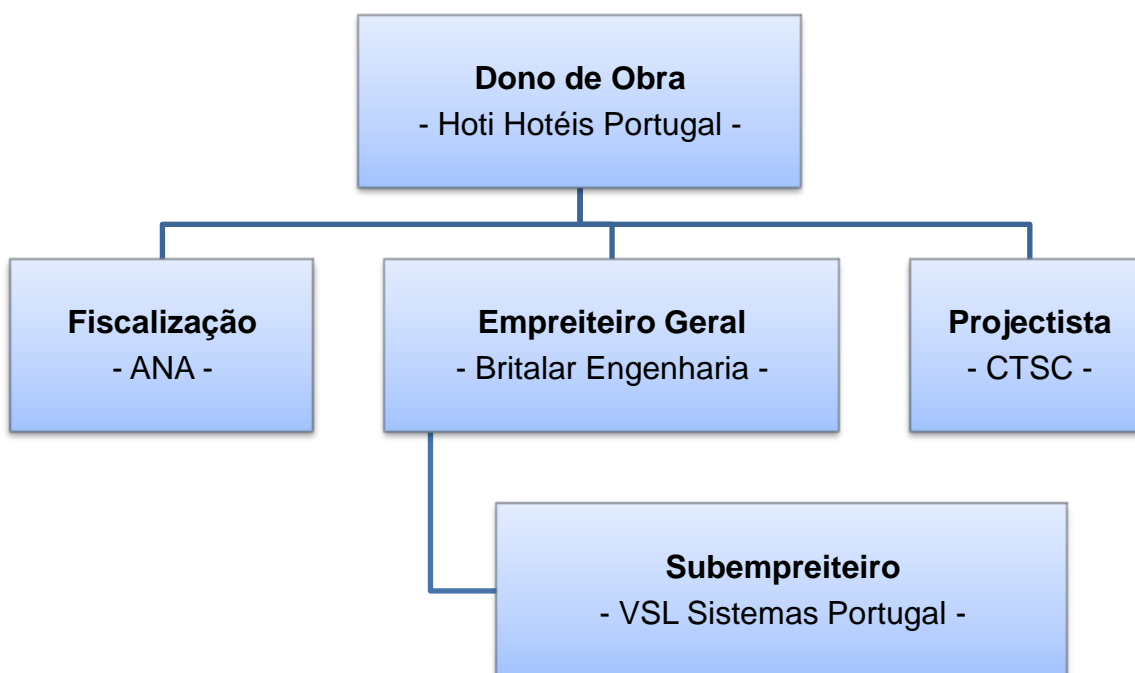 Dono de Obra
- Hoti Hotéis Portugal -
Fiscalização
- ANA -
Empreiteiro Geral
- Britalar Engenharia -
Projectista
- CTSC -
Subempreiteiro
- VSL Sistemas Portugal -